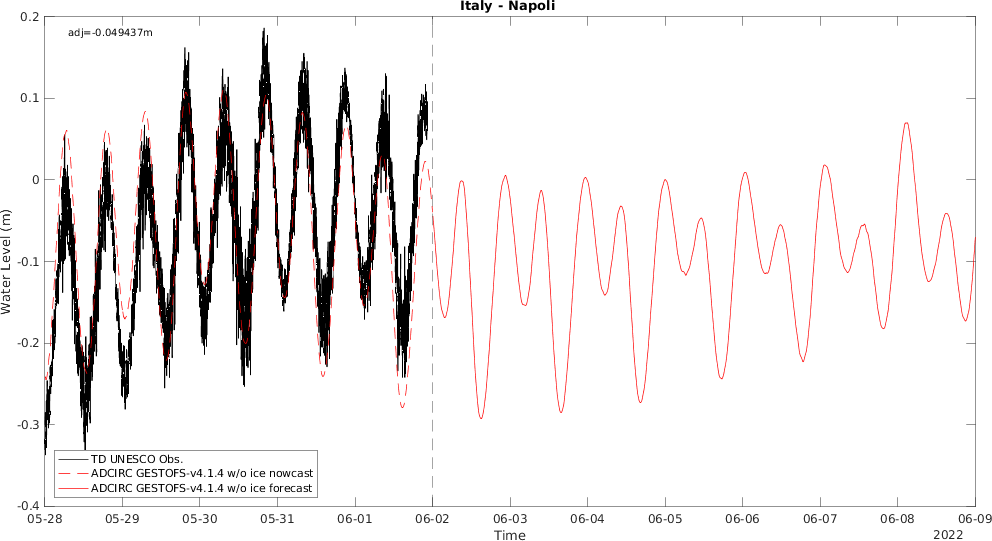 Italy - Napoli
adj=-0.049437m
0.2
0.1
0
-0.1
-0.2
-0.3
-0.4
Water Level (m)
TD UNESCO Obs.
ADCIRC GESTOFS-v4.1.4 w/o ice nowcast
ADCIRC GESTOFS-v4.1.4 w/o ice forecast
05-28 05-29 05-30 05-31 06-01 06-02 06-03 06-04 06-05 06-06 06-07 06-08 06-09
Time
2022